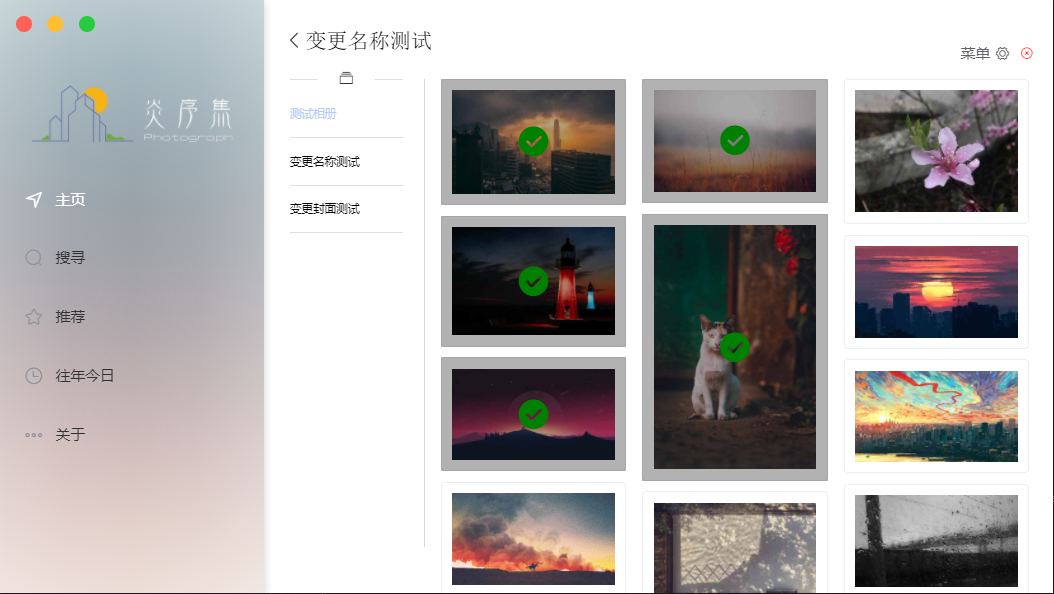 炎序集
Photograph
主页
搜寻
推荐
往年今日
关于
变更名称测试
菜单
测试相册
变更名称测试
变更封面测试